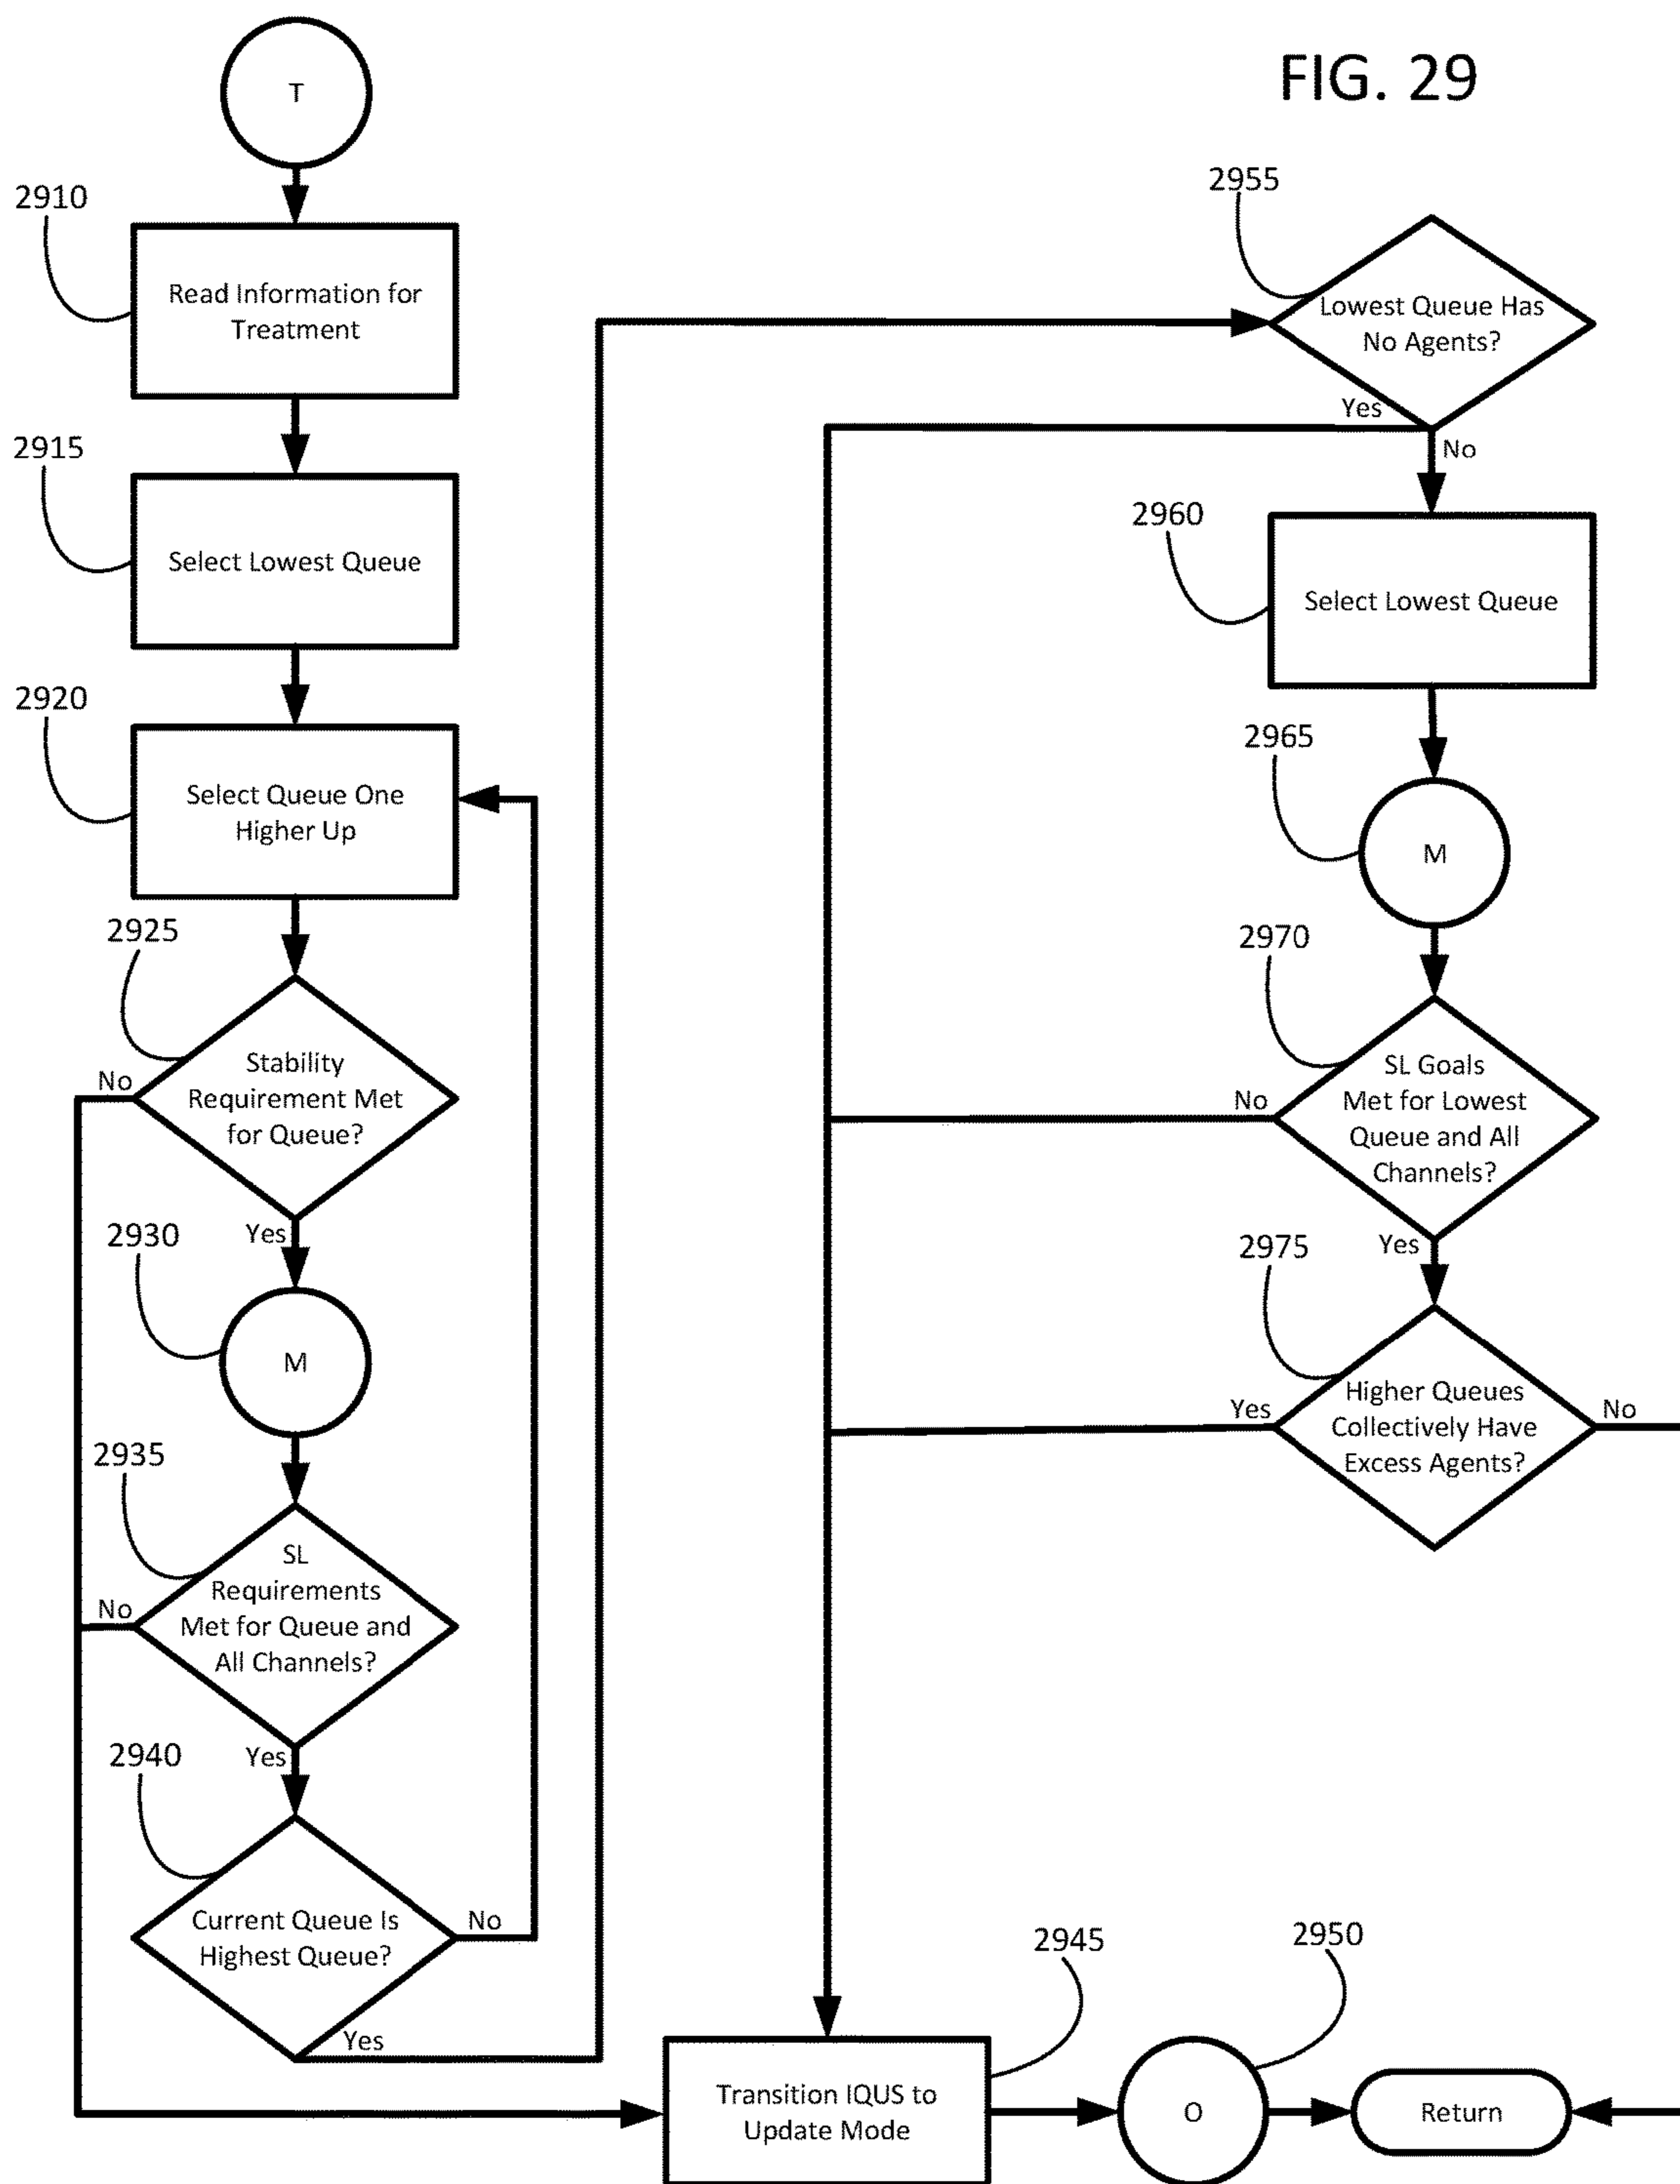 FIG. 29
T
2910
Read Information for
Treatment
2915
Select Lowest Queue
2920
Select Queue One
Higher Up
2925
Stability
Requirement Met
for Queue?
No
Yes
2930
M
2935
SL
Requirements
Met for Queue and
All Channels?
No
Yes
2940
Current Queue Is
Highest Queue?
No
Yes
2955
Lowest Queue Has
No Agents?
Yes
No
2960
Select Lowest Queue
2965
M
2970
SL Goals
Met for Lowest
Queue and All
Channels?
No
Yes
2975
Higher Queues
Collectively Have
Excess Agents?
Yes
No
2945
Transition IQUS to
Update Mode
2950
O
Return